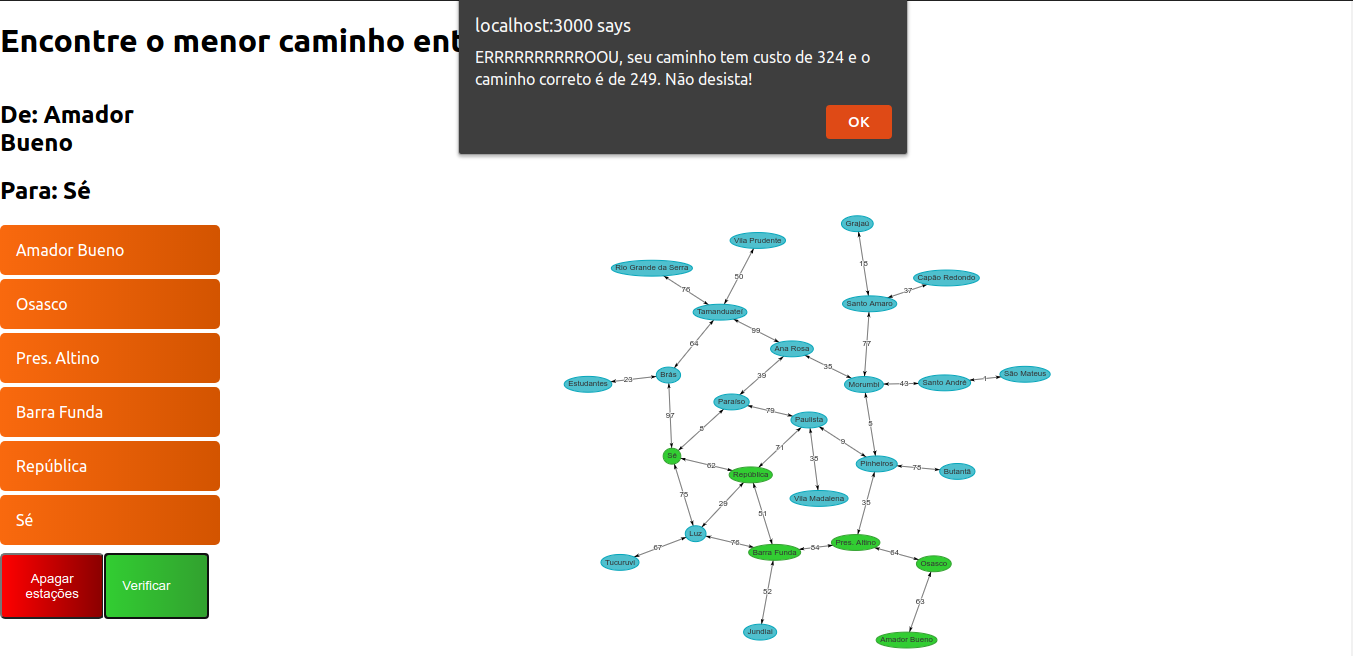 Encontre o menor caminho ent
localhost:3000 says
ERRRRRRRRRROOU, seu caminho tem custo de 324 e o
caminho correto é de 249. Não desista!
OK
De: Amador
Bueno
Para: Sé
Amador Bueno
Osasco
Pres. Altino
Barra Funda
República
Sé
Apagar
estações
Verificar
Grajaú
Vila Prudente
Rio Grande da Serra
15
50
Capão Redondo
76
37
Santo Amaro
Tamanduateí
99
64
77
Ana Rosa
35
Brás
39
São Mateus
Estudantes
23
Morumbi
43
Santo André
1
Paraíso
79
97
Paulista
5
5
71
9
Sé
62
35
Pinheiros
75
Butantã
República
75
29
Vila Madalena
35
51
Luz
76
Pres. Altino
67
Barra Funda
84
64
Tucuruvi
Osasco
52
63
Jundiaí
Amador Bueno